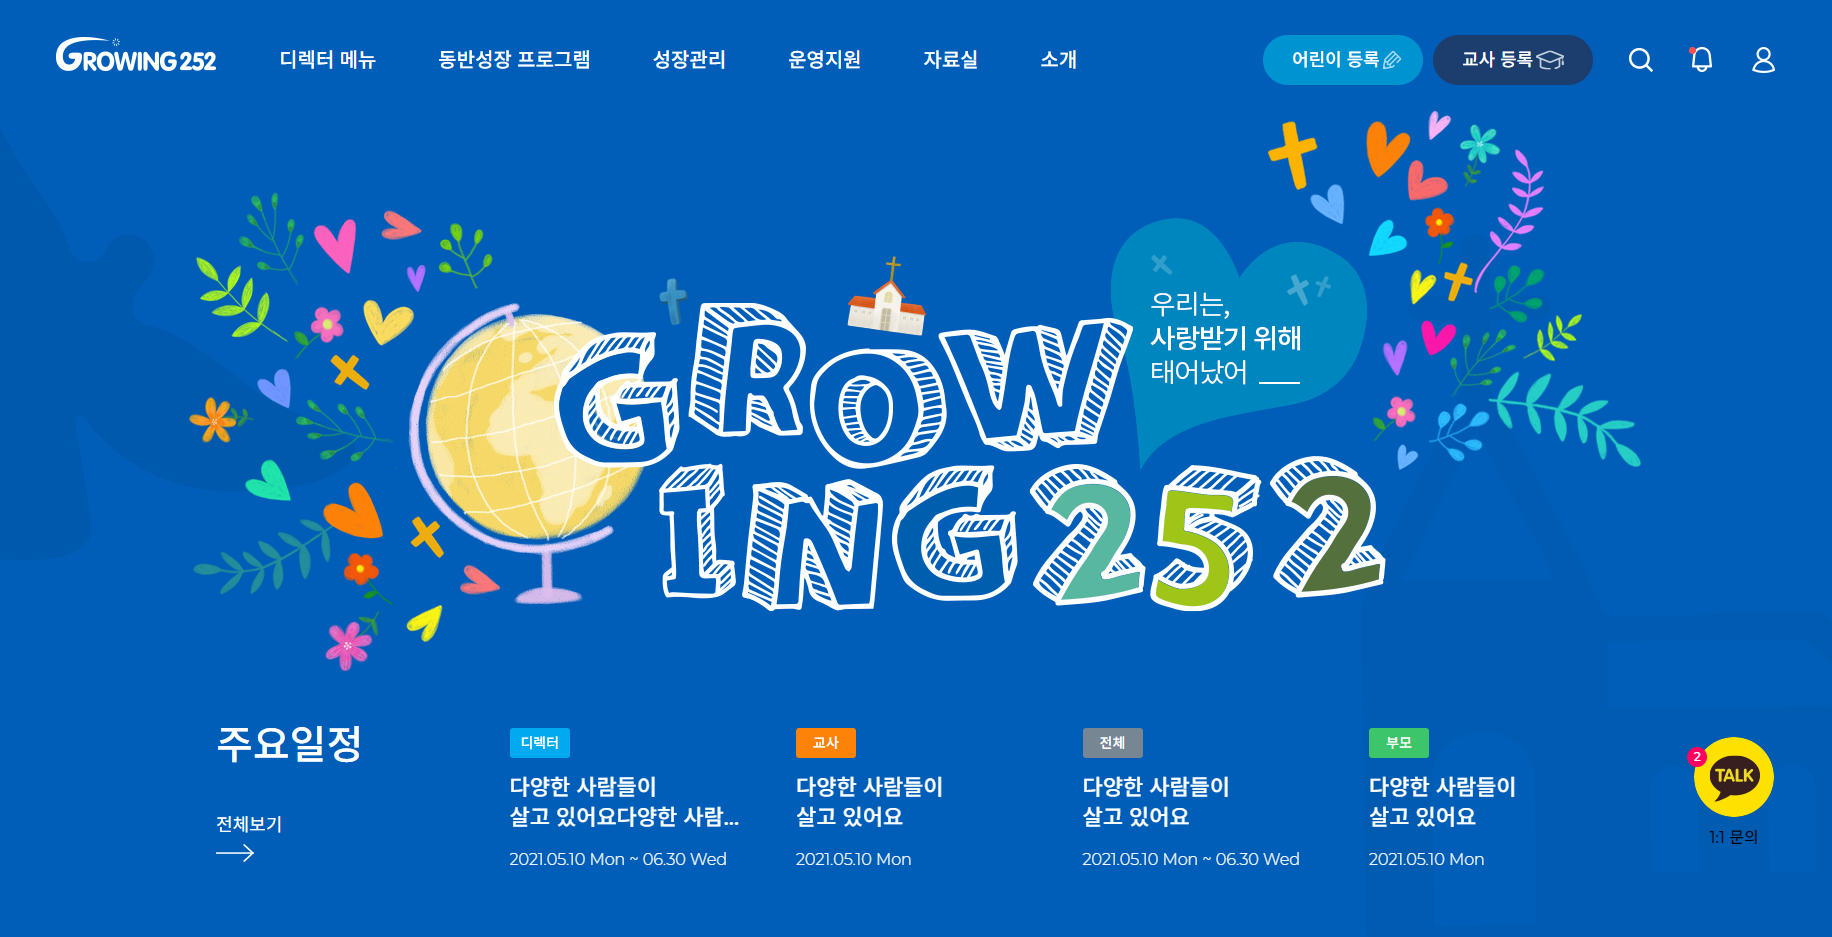 GROWING 252
디렉터 메뉴
동반성장 프로그램
성장관리
운영지원
자료실
소개
어린이 등록
교사 등록
우리는,
사랑받기 위해
태어났어
GROW
ING252
주요일정
전체보기
디렉터
다양한 사람들이
살고 있어요다양한 사람...
2021.05.10 Mon ~ 06.30 Wed
교사
다양한 사람들이
살고 있어요
2021.05.10 Mon
전체
다양한 사람들이
살고 있어요
2021.05.10 Mon ~ 06.30 Wed
부모
다양한 사람들이
살고 있어요
2021.05.10 Mon
2
TALK
1:1 문의